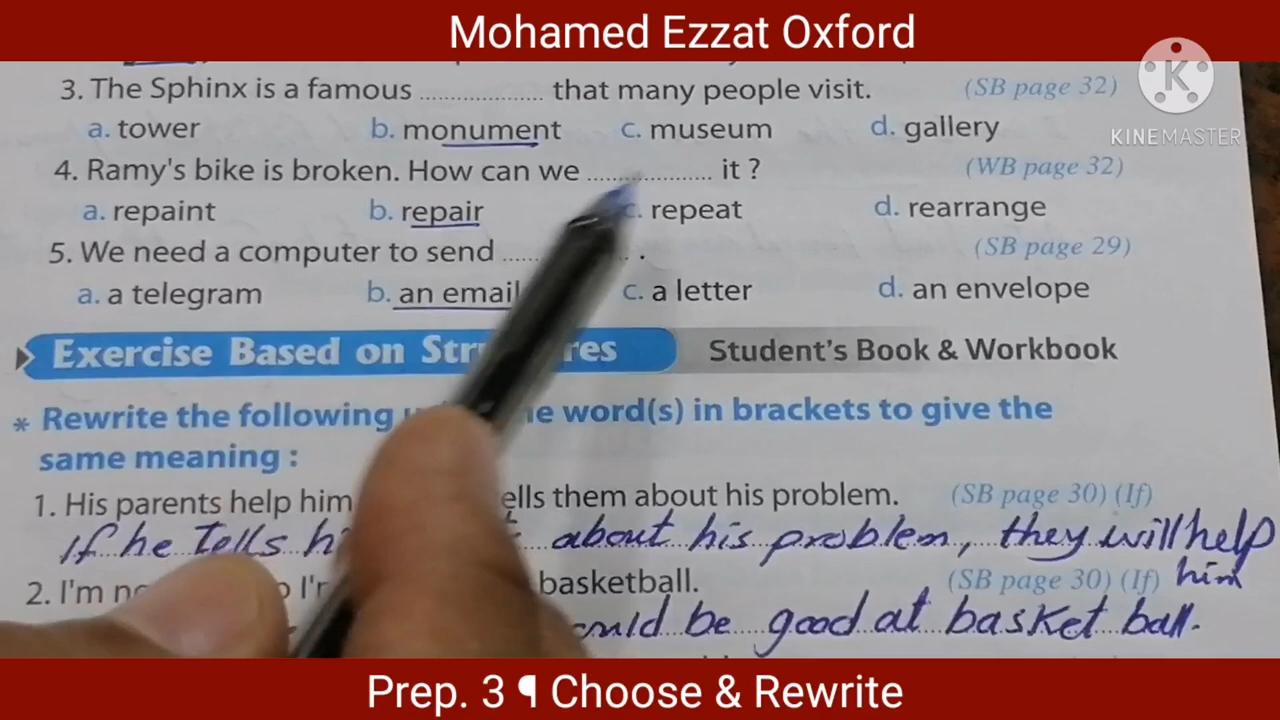 Mohamed Ezzat Oxford
3. The Sphinx is a famous .................... that many people visit. (SB page 32)
a. tower b. monument c. museum d. gallery
KINEMASTER
4. Ramy's bike is broken. How can we .................... it ? (WB page 32)
a. repaint b. repair c. repeat d. rearrange
5. We need a computer to send .................... . (SB page 29)
a. a telegram b. an email c. a letter d. an envelope
Exercise Based on Student's Book & Workbook
* Rewrite the following word(s) in brackets to give the
same meaning :
1. His parents help him tells them about his problem. (SB page 30) (If)
If he tells about his problem, they will help
him
2. I'm basketball. (SB page 30) (If)
could be good at basket ball.
Prep. 3 ¶ Choose & Rewrite